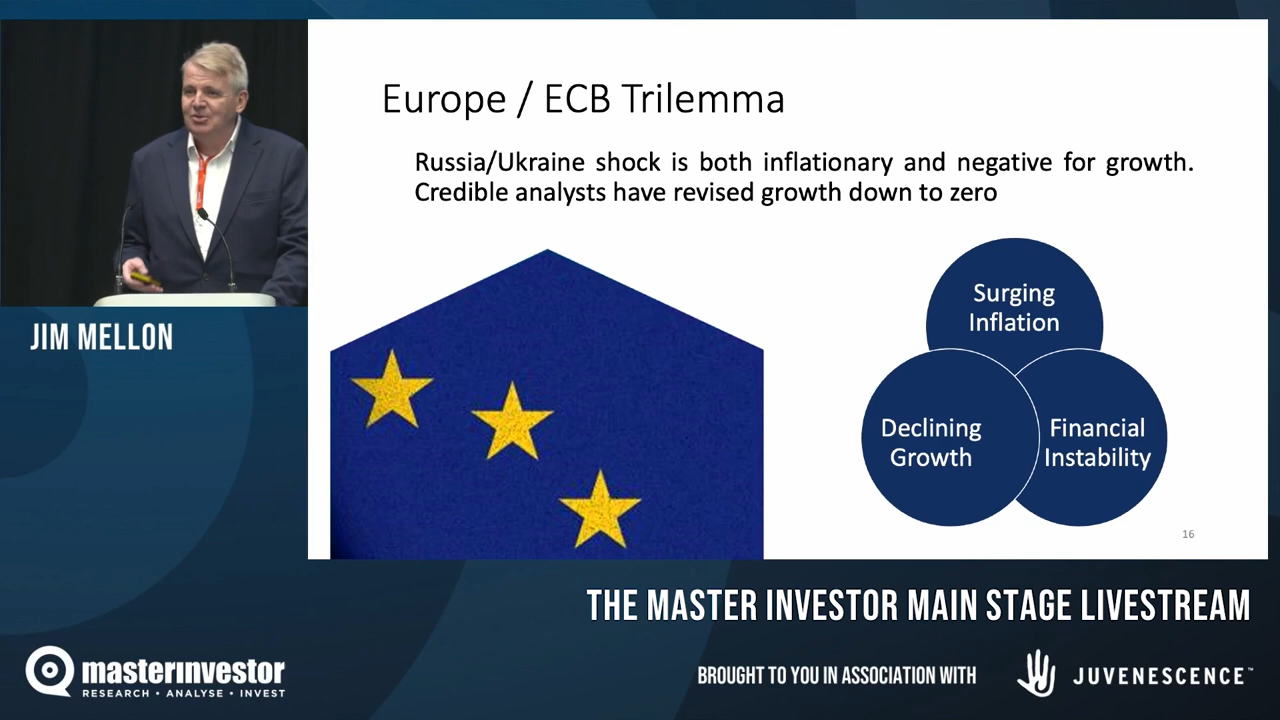 Europe / ECB Trilemma
Russia/Ukraine shock is both inflationary and negative for growth.
Credible analysts have revised growth down to zero
Surging
Inflation
Declining
Growth
Financial
Instability
16
JIM MELLON
THE MASTER INVESTOR MAIN STAGE LIVESTREAM
masterinvestor
RESEARCH • ANALYSE • INVEST
BROUGHT TO YOU IN ASSOCIATION WITH
JUVENESCENCE™